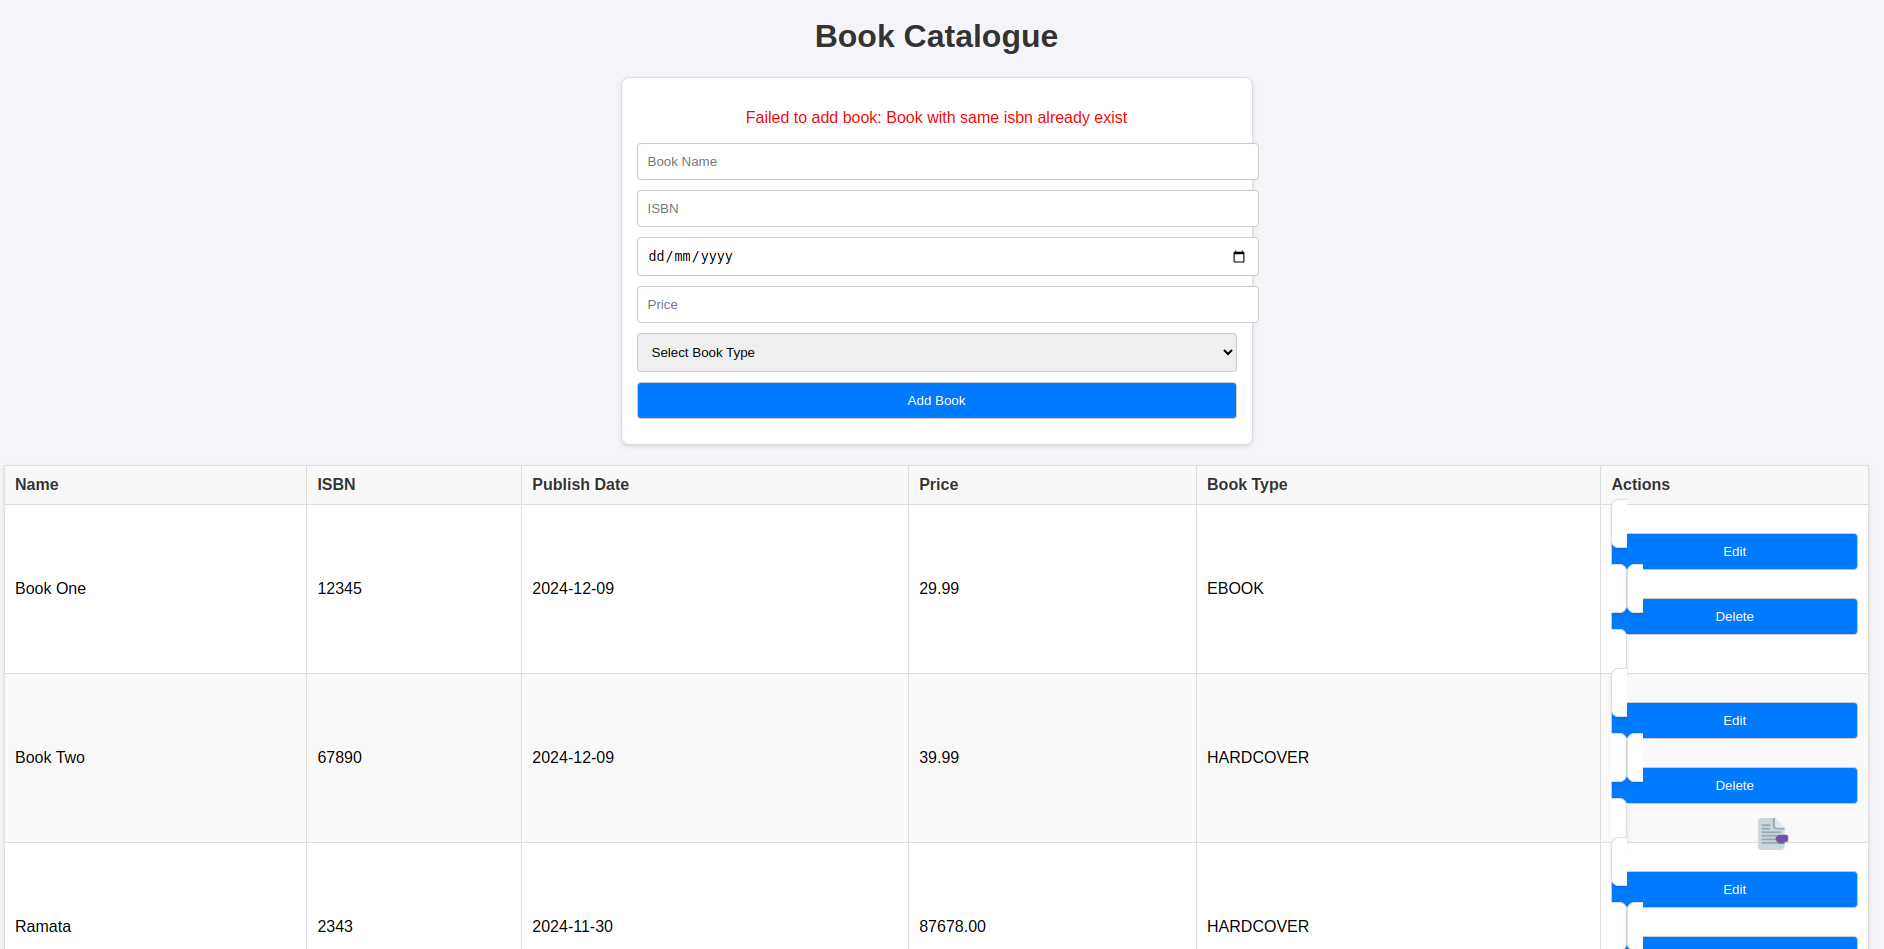 Book Catalogue
Failed to add book: Book with same isbn already exist
Book Name
ISBN
dd/mm/yyyy
Price
Select Book Type
Add Book
Name ISBN Publish Date Price Book Type Actions
Edit
Book One 12345 2024-12-09 29.99 EBOOK
Delete
Edit
Book Two 67890 2024-12-09 39.99 HARDCOVER
Delete
Edit
Ramata 2343 2024-11-30 87678.00 HARDCOVER